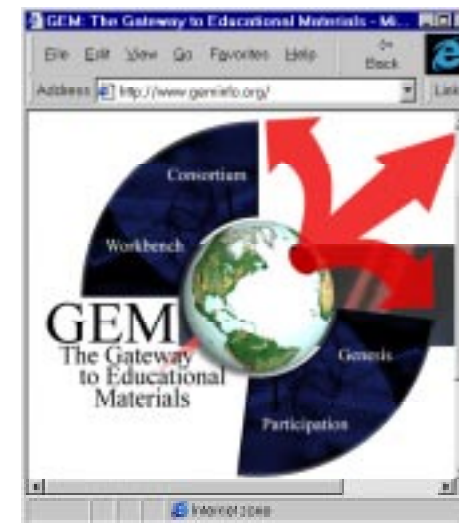 GEM: The Gateway to Educational Materials - Mi...
File Edit View Go Favorites Help
Back
Address http://www.geminfo.org/
Link
Consortium
Workbench
GEM
The Gateway
to Educational
Materials
Genesis
Participation
Internet zone